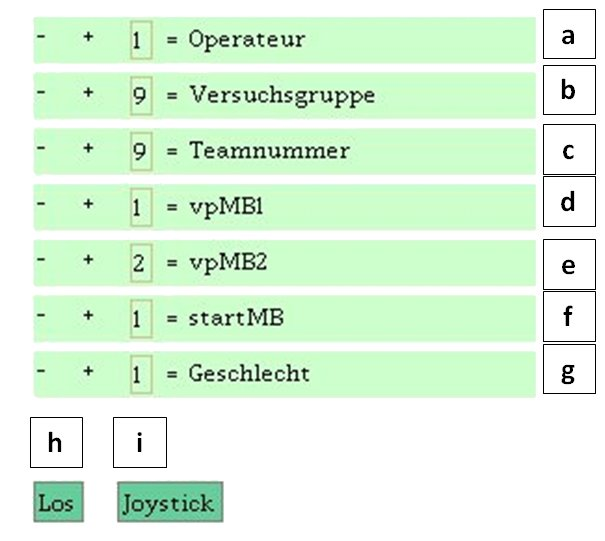 - + 1 = Operateur a
- + 9 = Versuchsgruppe b
- + 9 = Teamnummer c
- + 1 = vpMB1 d
- + 2 = vpMB2 e
- + 1 = startMB f
- + 1 = Geschlecht g
h i
Los Joystick